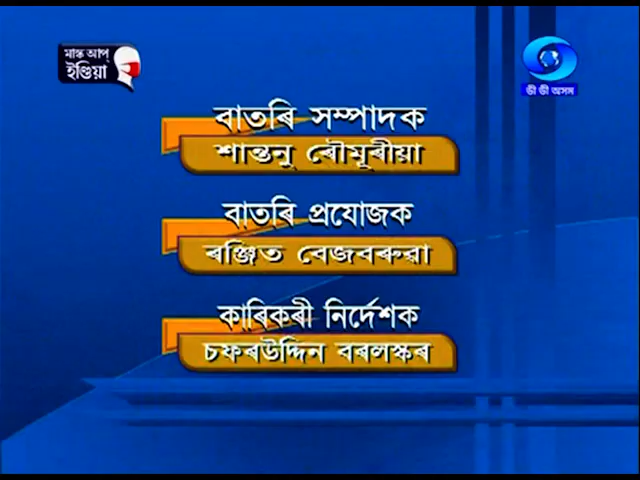 মাস্ক আপ্
ইণ্ডিয়া
ডী ডী অসম
বাতৰি সম্পাদক
শান্তনু ৰৌমূৰীয়া
বাতৰি প্ৰযোজক
ৰঞ্জিত বেজবৰুৱা
কাৰিকৰী নিৰ্দেশক
চফৰউদ্দিন বৰলস্কৰ